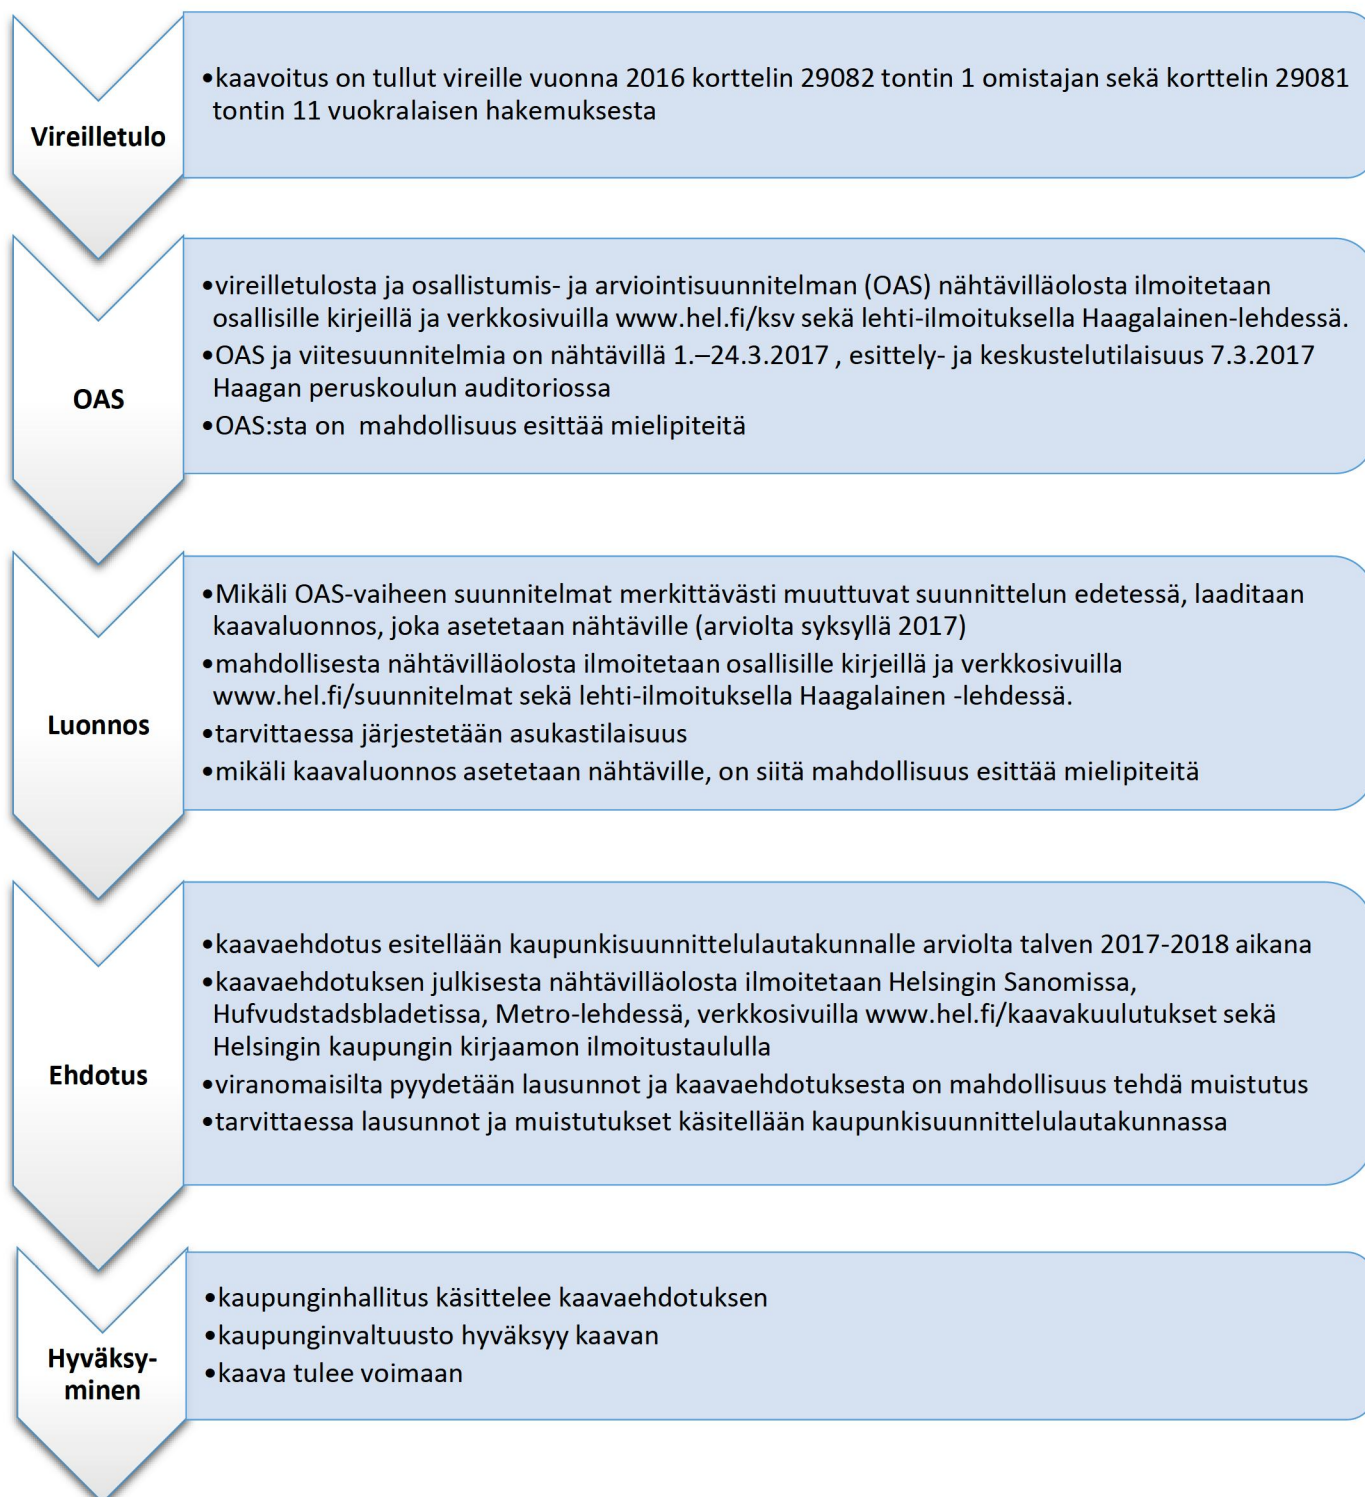 Vireilletulo
•kaavoitus on tullut vireille vuonna 2016 korttelin 29082 tontin 1 omistajan sekä korttelin 29081
tontin 11 vuokralaisen hakemuksesta
OAS
•vireilletulosta ja osallistumis- ja arviointisuunnitelman (OAS) nähtävilläolosta ilmoitetaan
osallisille kirjeillä ja verkkosivuilla www.hel.fi/ksv sekä lehti-ilmoituksella Haagalainen-lehdessä.
•OAS ja viitesuunnitelmia on nähtävillä 1.–24.3.2017 , esittely- ja keskustelutilaisuus 7.3.2017
Haagan peruskoulun auditoriossa
•OAS:sta on mahdollisuus esittää mielipiteitä
Luonnos
•Mikäli OAS-vaiheen suunnitelmat merkittävästi muuttuvat suunnittelun edetessä, laaditaan
kaavaluonnos, joka asetetaan nähtäville (arviolta syksyllä 2017)
•mahdollisesta nähtävilläolosta ilmoitetaan osallisille kirjeillä ja verkkosivuilla
www.hel.fi/suunnitelmat sekä lehti-ilmoituksella Haagalainen -lehdessä.
•tarvittaessa järjestetään asukastilaisuus
•mikäli kaavaluonnos asetetaan nähtäville, on siitä mahdollisuus esittää mielipiteitä
Ehdotus
•kaavaehdotus esitellään kaupunkisuunnittelulautakunnalle arviolta talven 2017-2018 aikana
•kaavaehdotuksen julkisesta nähtävilläolosta ilmoitetaan Helsingin Sanomissa,
Hufvudstadsbladetissa, Metro-lehdessä, verkkosivuilla www.hel.fi/kaavakuulutukset sekä
Helsingin kaupungin kirjaamon ilmoitustaululla
•viranomaisilta pyydetään lausunnot ja kaavaehdotuksesta on mahdollisuus tehdä muistutus
•tarvittaessa lausunnot ja muistutukset käsitellään kaupunkisuunnittelulautakunnassa
Hyväksy-
minen
•kaupunginhallitus käsittelee kaavaehdotuksen
•kaupunginvaltuusto hyväksyy kaavan
•kaava tulee voimaan